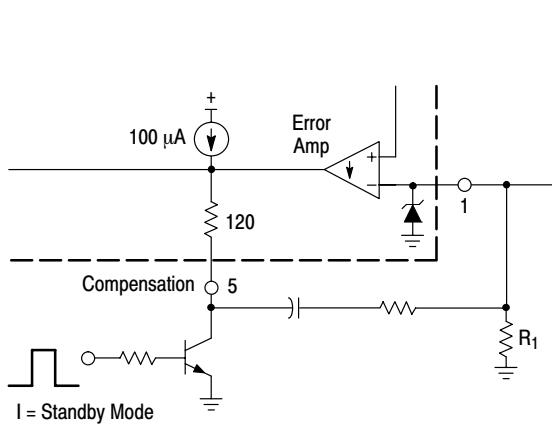 +
100 μA
Error
Amp
+
−
1
120
Compensation
5
R1
I = Standby Mode